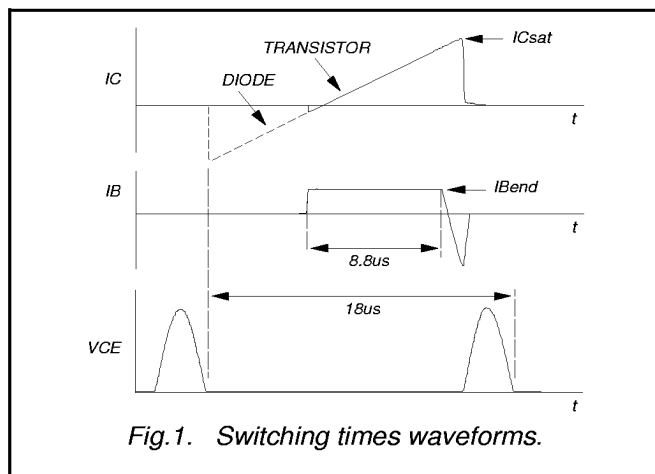 ICsat
TRANSISTOR
IC
DIODE
t
IB
IBend
t
8.8us
18us
VCE
t
Fig.1. Switching times waveforms.